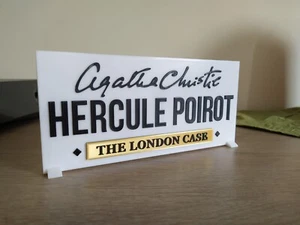 Agatha Christie
HERCULE POIROT
THE LONDON CASE